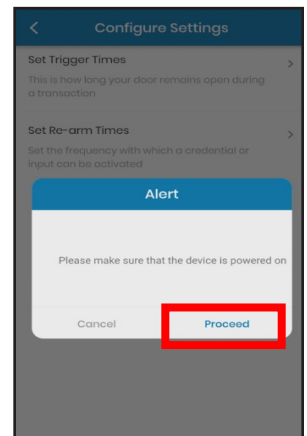 Configure Settings
Set Trigger Times
This is how long your door remains open during
a transaction
Set Re-arm Times
Set the frequency with which a credential or
input can be activated
Alert
Please make sure that the device is powered on
Cancel
Proceed